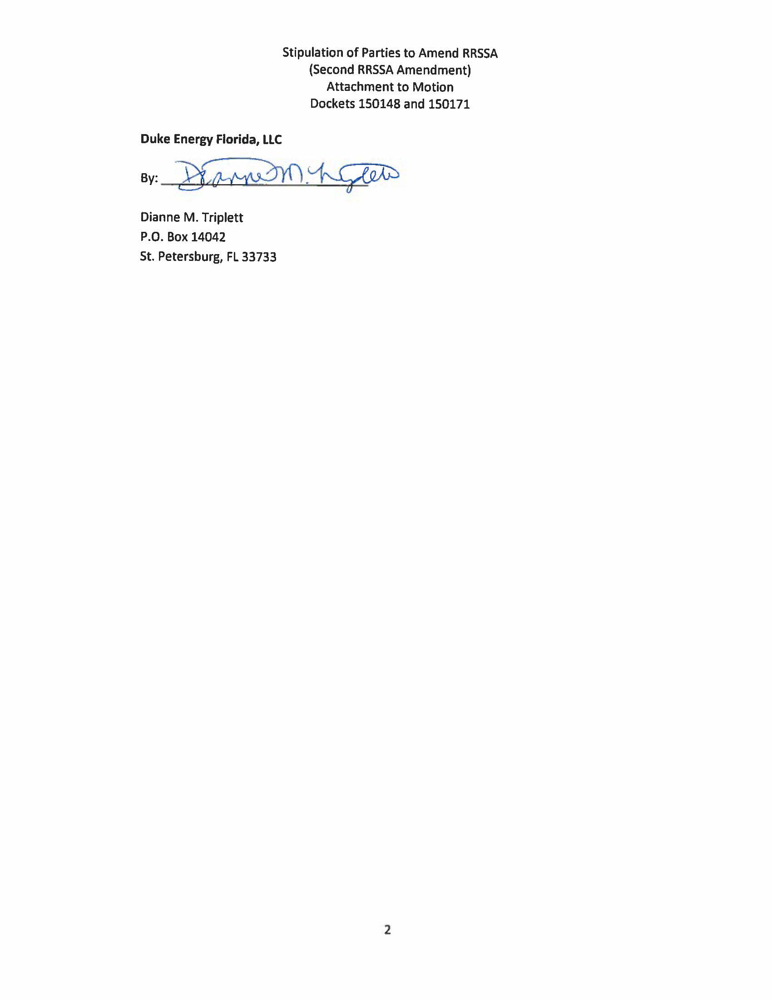 Stipulation of Parties to Amend RRSSA
(Second RRSSA Amendment)
Attachment to Motion
Dockets 150148 and 150171
Duke Energy Florida, LLC
By: Dianne M. Triplett
Dianne M. Triplett
P.O. Box 14042
St. Petersburg, FL 33733
2